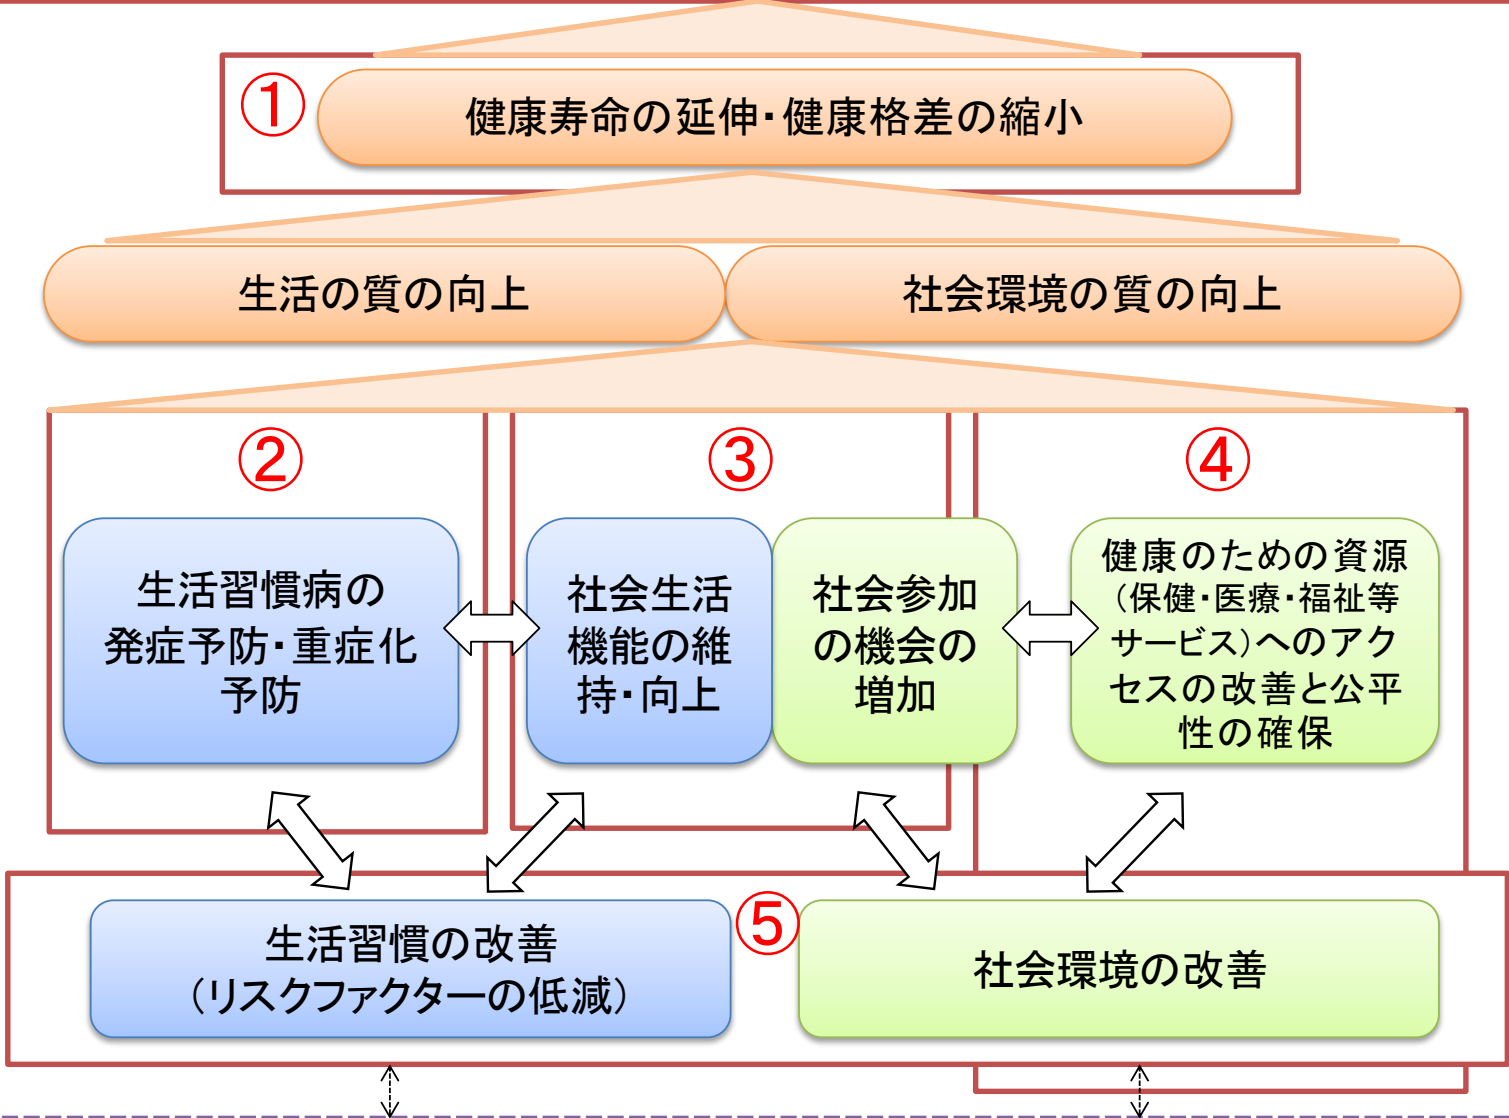 ①
健康寿命の延伸・健康格差の縮小
生活の質の向上
社会環境の質の向上
②
生活習慣病の
発症予防・重症化
予防
③
社会生活
機能の維
持・向上
社会参加
の機会の
増加
④
健康のための資源
（保健・医療・福祉等
サービス）へのアク
セスの改善と公平
性の確保
⑤
生活習慣の改善
（リスクファクターの低減）
社会環境の改善